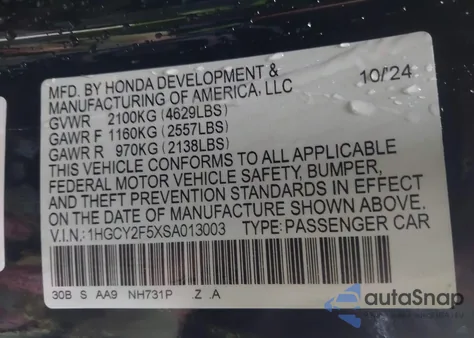 MFD. BY HONDA DEVELOPMENT &
MANUFACTURING OF AMERICA, LLC 10/24
GVWR 2100KG (4629LBS)
GAWR F 1160KG (2557LBS)
GAWR R 970KG (2138LBS)
THIS VEHICLE CONFORMS TO ALL APPLICABLE
FEDERAL MOTOR VEHICLE SAFETY, BUMPER,
AND THEFT PREVENTION STANDARDS IN EFFECT
ON THE DATE OF MANUFACTURE SHOWN ABOVE.
V.I.N: 1HGCY2F5XSA013003 TYPE: PASSENGER CAR
30B S AA9 NH731P .Z .A
autoSnap